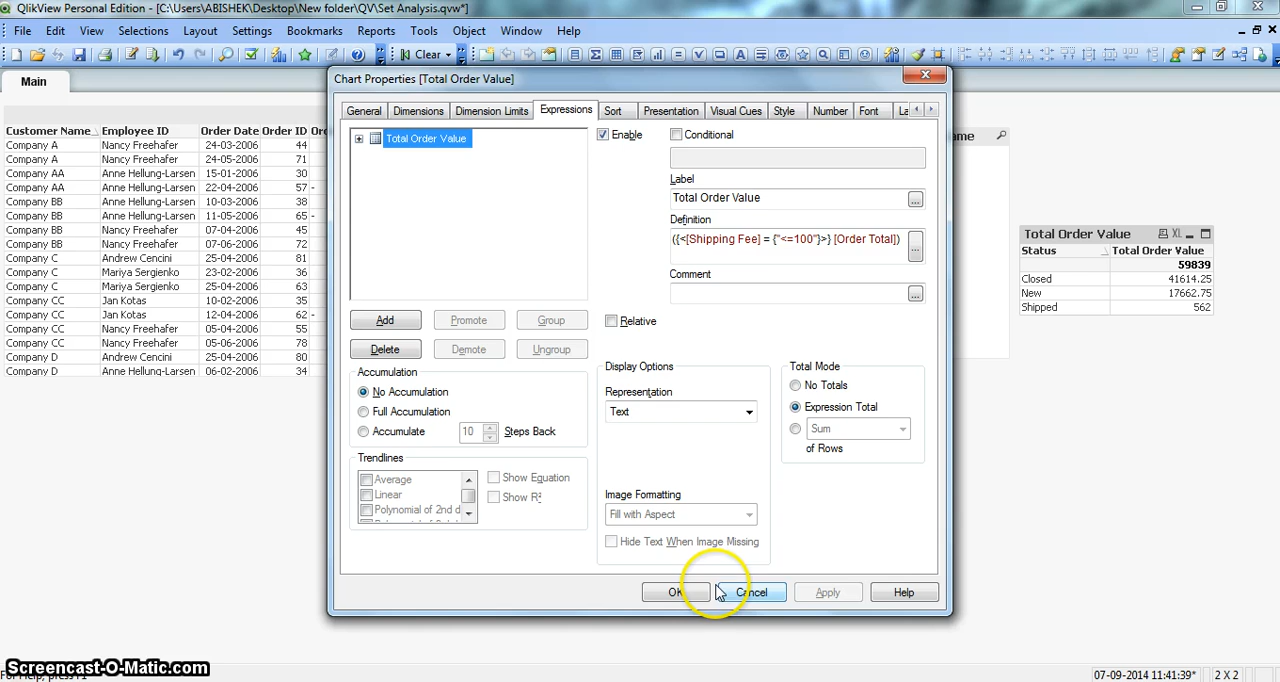 QlikView Personal Edition - [C:\Users\ABISHEK\Desktop\New folder\QV\Set Analysis.qvw*]
File Edit View Selections Layout Settings Bookmarks Reports Tools Object Window Help
Clear
Main
Chart Properties [Total Order Value]
General Dimensions Dimension Limits Expressions Sort Presentation Visual Cues Style Number Font La
Customer Name Employee ID Order Date Order ID
Company A Nancy Freehafer 24-03-2006 44
Company A Nancy Freehafer 24-05-2006 71
Company AA Anne Hellung-Larsen 15-01-2006 30
Company AA Anne Hellung-Larsen 22-04-2006 57 -
Company BB Anne Hellung-Larsen 10-03-2006 38
Company BB Anne Hellung-Larsen 11-05-2006 65 -
Company BB Nancy Freehafer 07-04-2006 45
Company BB Nancy Freehafer 07-06-2006 72
Company C Andrew Cencini 25-04-2006 81
Company C Mariya Sergienko 23-02-2006 36
Company C Mariya Sergienko 25-04-2006 63
Company CC Jan Kotas 10-02-2006 35
Company CC Jan Kotas 12-04-2006 62 -
Company CC Nancy Freehafer 05-04-2006 55
Company CC Nancy Freehafer 05-06-2006 78
Company D Andrew Cencini 25-04-2006 80
Company D Anne Hellung-Larsen 06-02-2006 34
Total Order Value
Enable
Conditional
Label
Total Order Value
...
Definition
({<[Shipping Fee] = {"<=100"}>} [Order Total])
...
Comment
...
Add Promote Group
Delete Demote Ungroup
Relative
Accumulation
No Accumulation
Full Accumulation
Accumulate 10 Steps Back
Trendlines
Average
Linear
Polynomial of 2nd d
Show Equation
Show R²
Display Options
Representation
Text
Image Formatting
Fill with Aspect
Hide Text When Image Missing
Total Mode
No Totals
Expression Total
Sum
of Rows
OK Cancel Apply Help
ame
Total Order Value XL
Status Total Order Value
59839
Closed 41614.25
New 17662.75
Shipped 562
Screencast-O-Matic.com
07-09-2014 11:41:39* 2 X 2